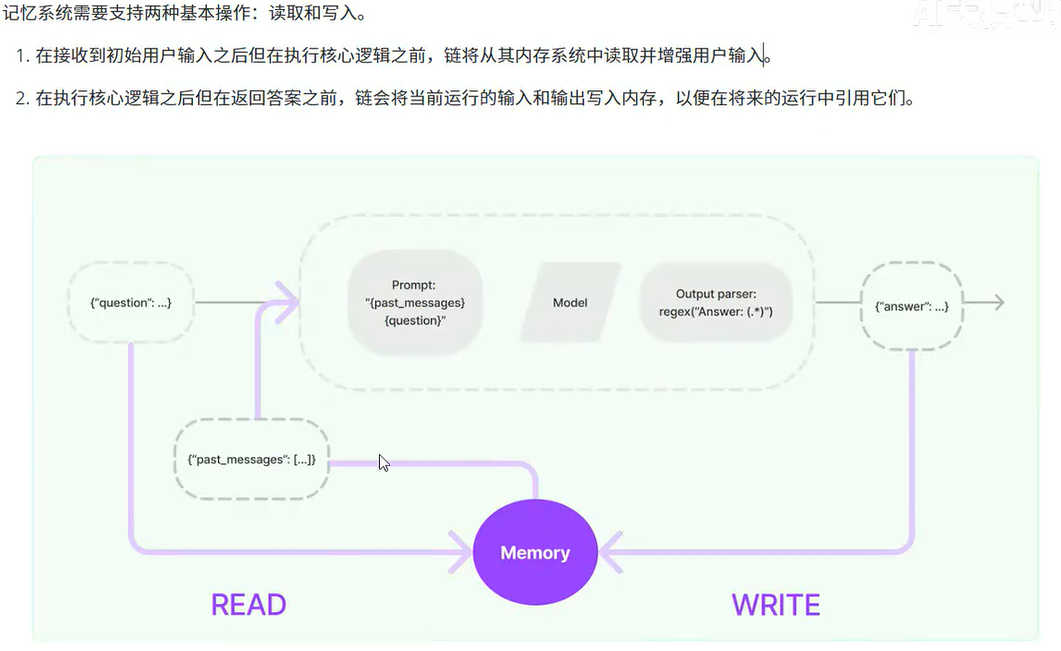 记忆系统需要支持两种基本操作：读取和写入。
1. 在接收到初始用户输入之后但在执行核心逻辑之前，链将从其内存系统中读取并增强用户输入。
2. 在执行核心逻辑之后但在返回答案之前，链会将当前运行的输入和输出写入内存，以便在将来的运行中引用它们。
{"question": ...}
Prompt:
"{past_messages}
{question}"
Model
Output parser:
regex("Answer: (.*)")
{"answer": ...}
{"past_messages": [...]}
Memory
READ
WRITE